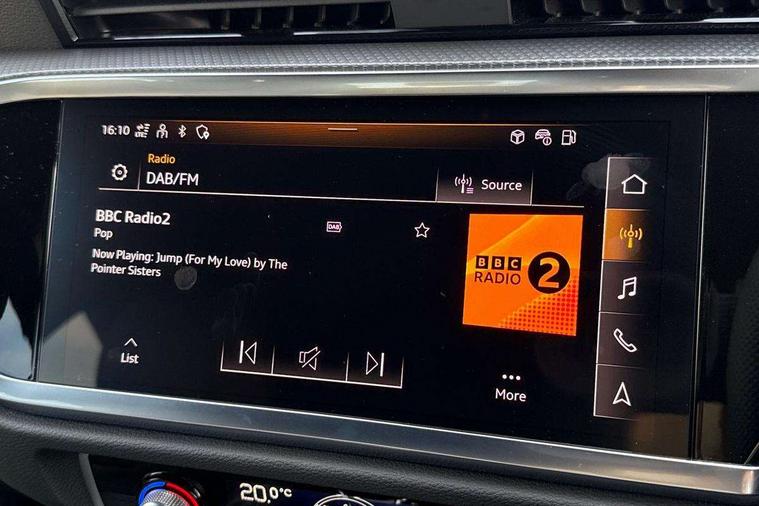 16:10 LTE
Radio
DAB/FM
Source
BBC Radio2
Pop
DAB
Now Playing: Jump (For My Love) by The
Pointer Sisters
BBC
RADIO 2
List
More
20.0°C